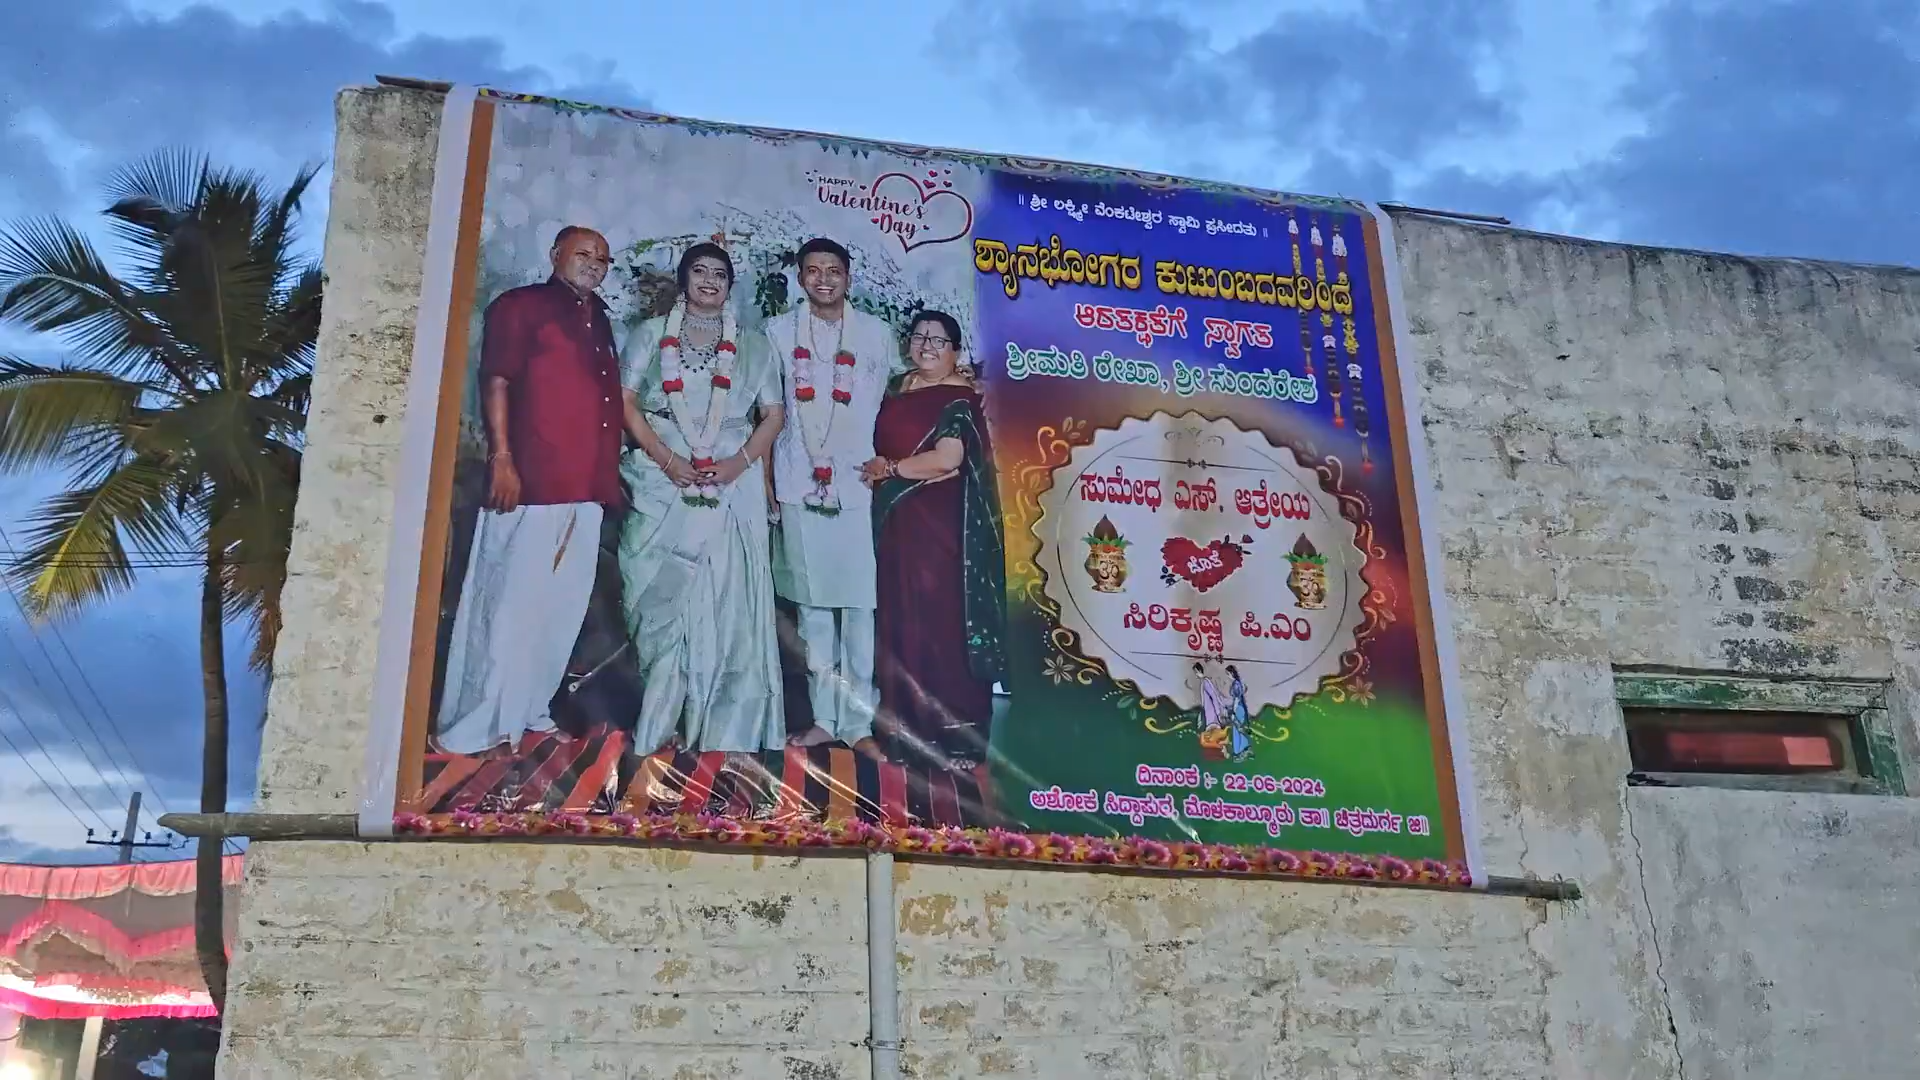 HAPPY
Valentine's
Day
॥ ಶ್ರೀ ಲಕ್ಷ್ಮೀ ವೆಂಕಟೇಶ್ವರ ಸ್ವಾಮಿ ಪ್ರಸೀದತು ॥
ಶ್ಯಾನಭೋಗರ ಕುಟುಂಬದವರಿಂದ
ಆರತಕ್ಷತೆಗೆ ಸ್ವಾಗತ
ಶ್ರೀಮತಿ ರೇಖಾ, ಶ್ರೀ ಸುಂದರೇಶ
ಸುಮೇಧ ಎಸ್. ಆತ್ರೇಯ
ಜೊತೆ
ಸಿರಿಕೃಷ್ಣ ಪಿ.ಎಂ
ದಿನಾಂಕ :- 22-06-2024
ಅಶೋಕ ಸಿದ್ದಾಪುರ, ಮೊಳಕಾಲ್ಮೂರು ತಾ॥ ಚಿತ್ರದುರ್ಗ ಜಿ॥